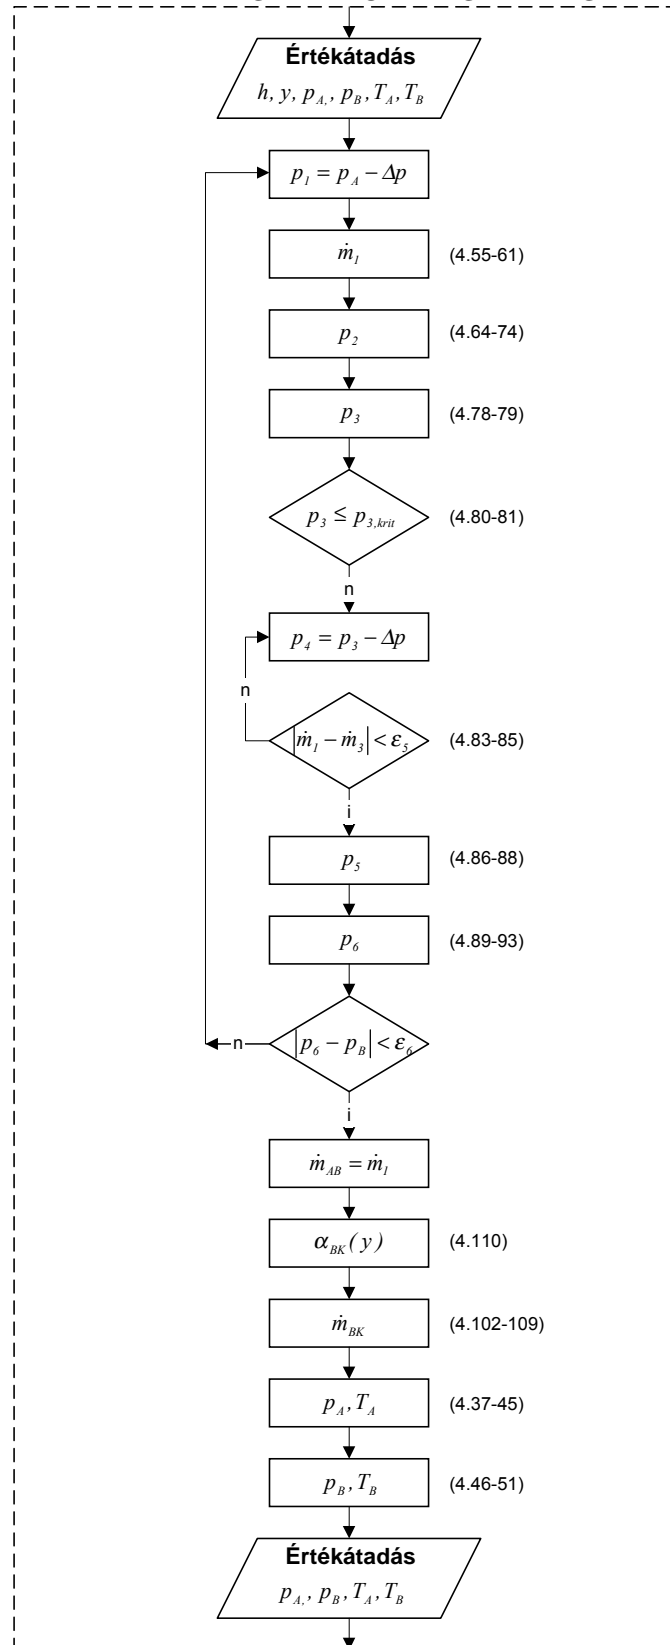 Értékátadás
h, y, p_A,, p_B, T_A, T_B
p_1 = p_A − Δp
ṁ_1 (4.55-61)
p_2 (4.64-74)
p_3 (4.78-79)
p_3 ≤ p_3,krit (4.80-81)
n
p_4 = p_3 − Δp
n
|ṁ_1 − ṁ_3| < ε_5 (4.83-85)
i
p_5 (4.86-88)
p_6 (4.89-93)
n |p_6 − p_B| < ε_6
i
ṁ_AB = ṁ_1
α_BK(y) (4.110)
ṁ_BK (4.102-109)
p_A, T_A (4.37-45)
p_B, T_B (4.46-51)
Értékátadás
p_A,, p_B, T_A, T_B